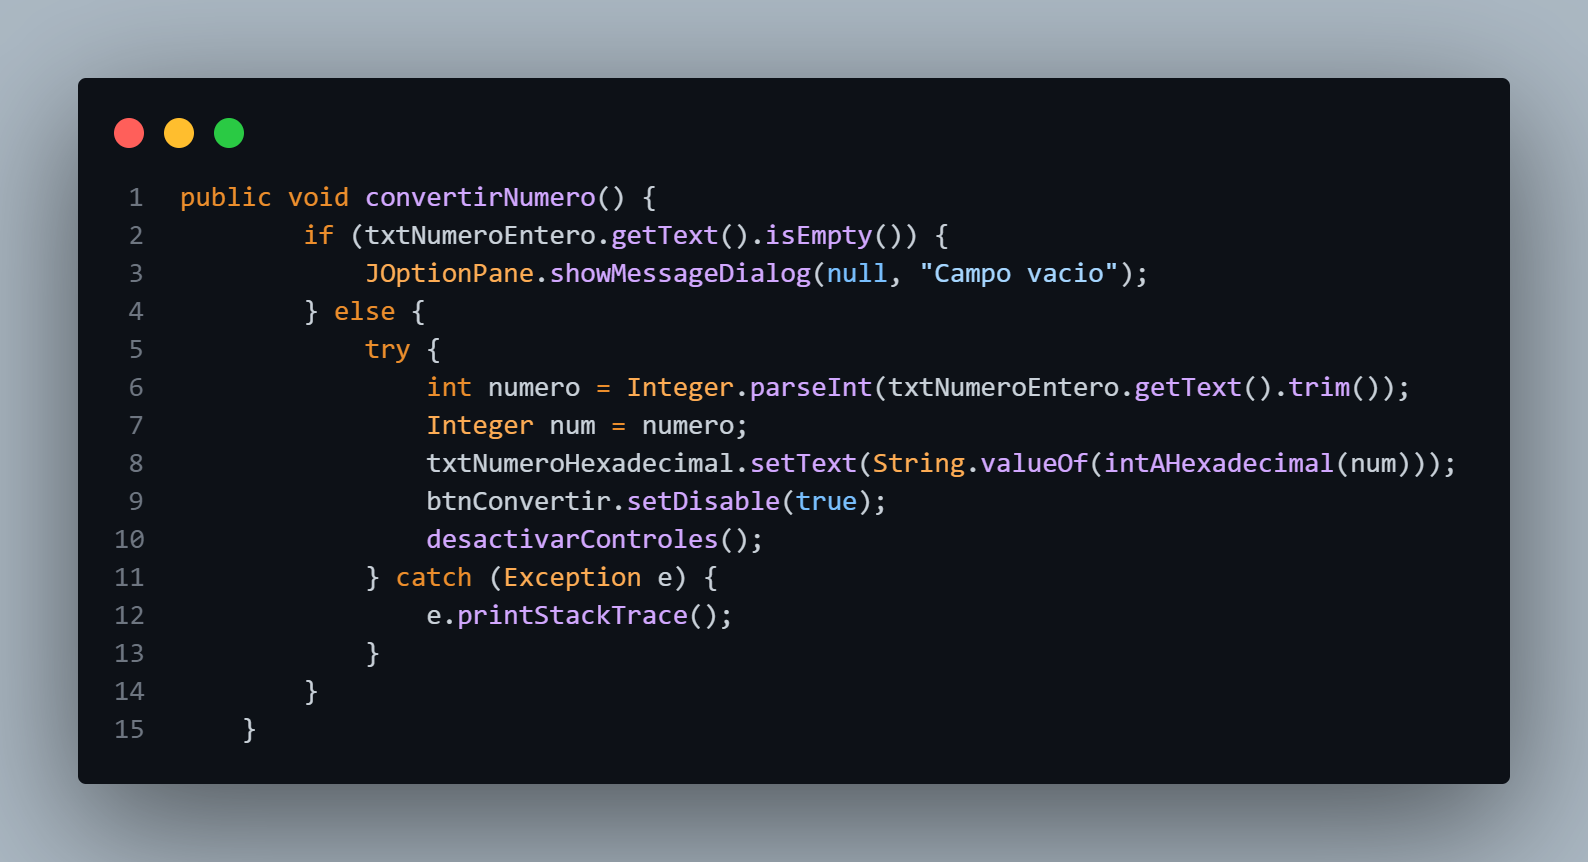 1 public void convertirNumero() {
2         if (txtNumeroEntero.getText().isEmpty()) {
3             JOptionPane.showMessageDialog(null, "Campo vacio");
4         } else {
5             try {
6                 int numero = Integer.parseInt(txtNumeroEntero.getText().trim());
7                 Integer num = numero;
8                 txtNumeroHexadecimal.setText(String.valueOf(intAHexadecimal(num)));
9                 btnConvertir.setDisable(true);
10                 desactivarControles();
11             } catch (Exception e) {
12                 e.printStackTrace();
13             }
14         }
15     }